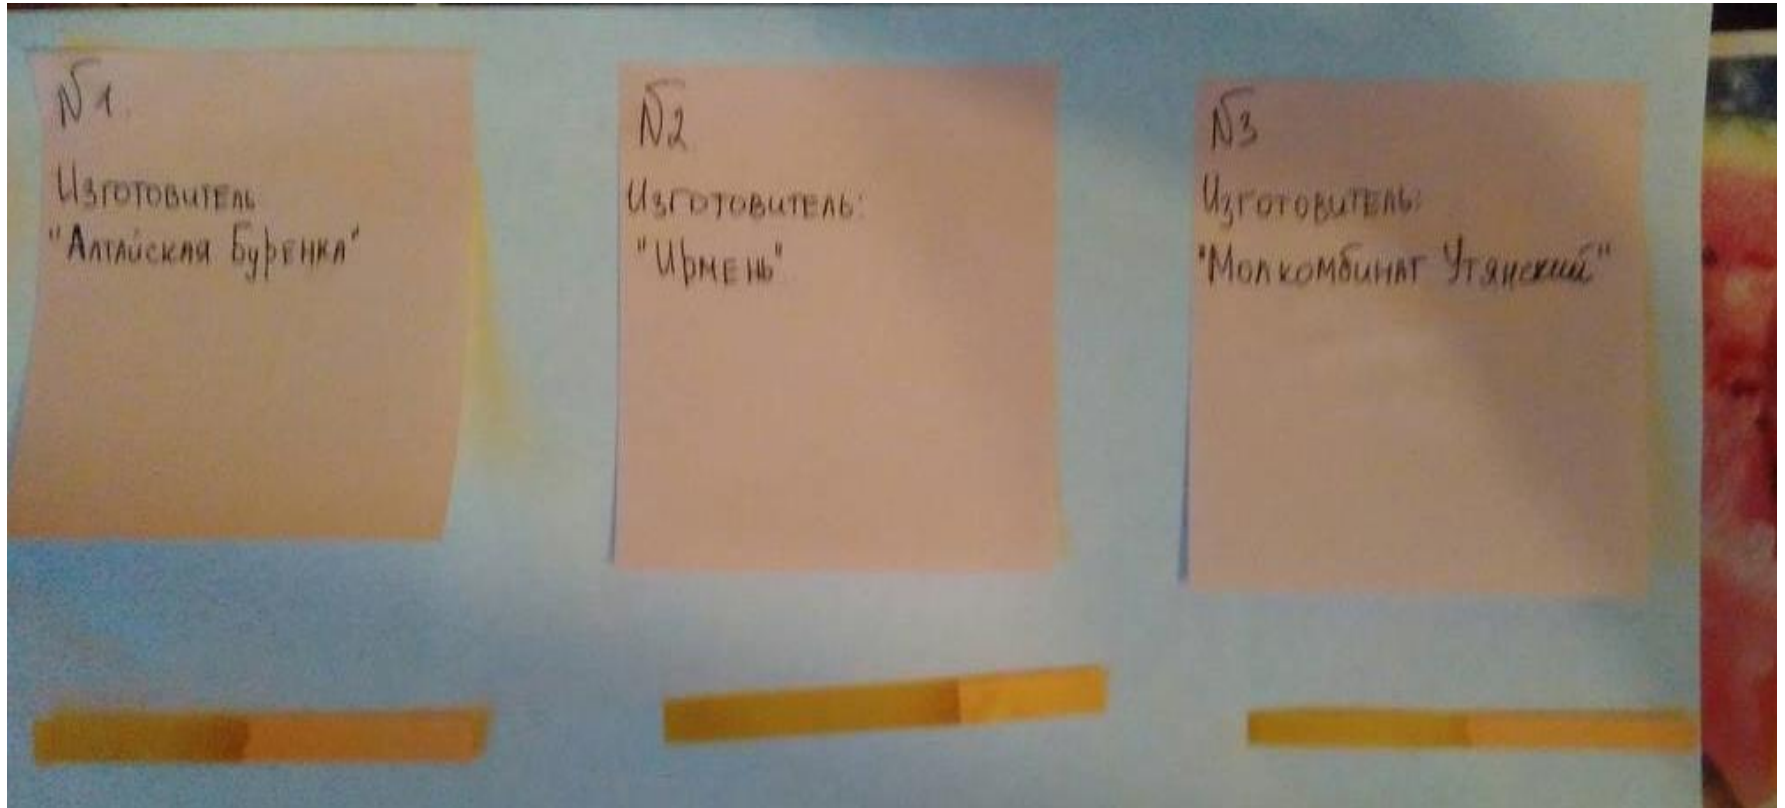 №1.
Изготовитель
"Алтайская Буренка"
№2
Изготовитель:
"Ирмень"
№3
Изготовитель:
"Молкомбинат Утянский"